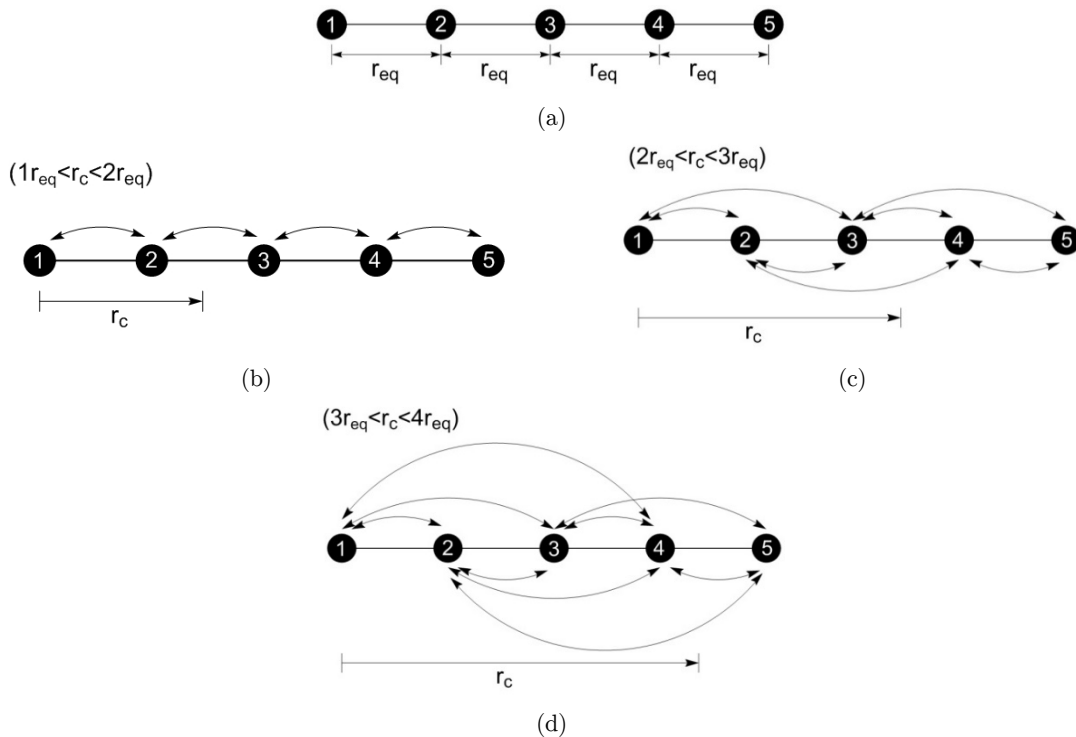 1 2 3 4 5
r_eq r_eq r_eq r_eq
(a)
(1r_eq<r_c<2r_eq)
1 2 3 4 5
r_c
(b)
(2r_eq<r_c<3r_eq)
1 2 3 4 5
r_c
(c)
(3r_eq<r_c<4r_eq)
1 2 3 4 5
r_c
(d)